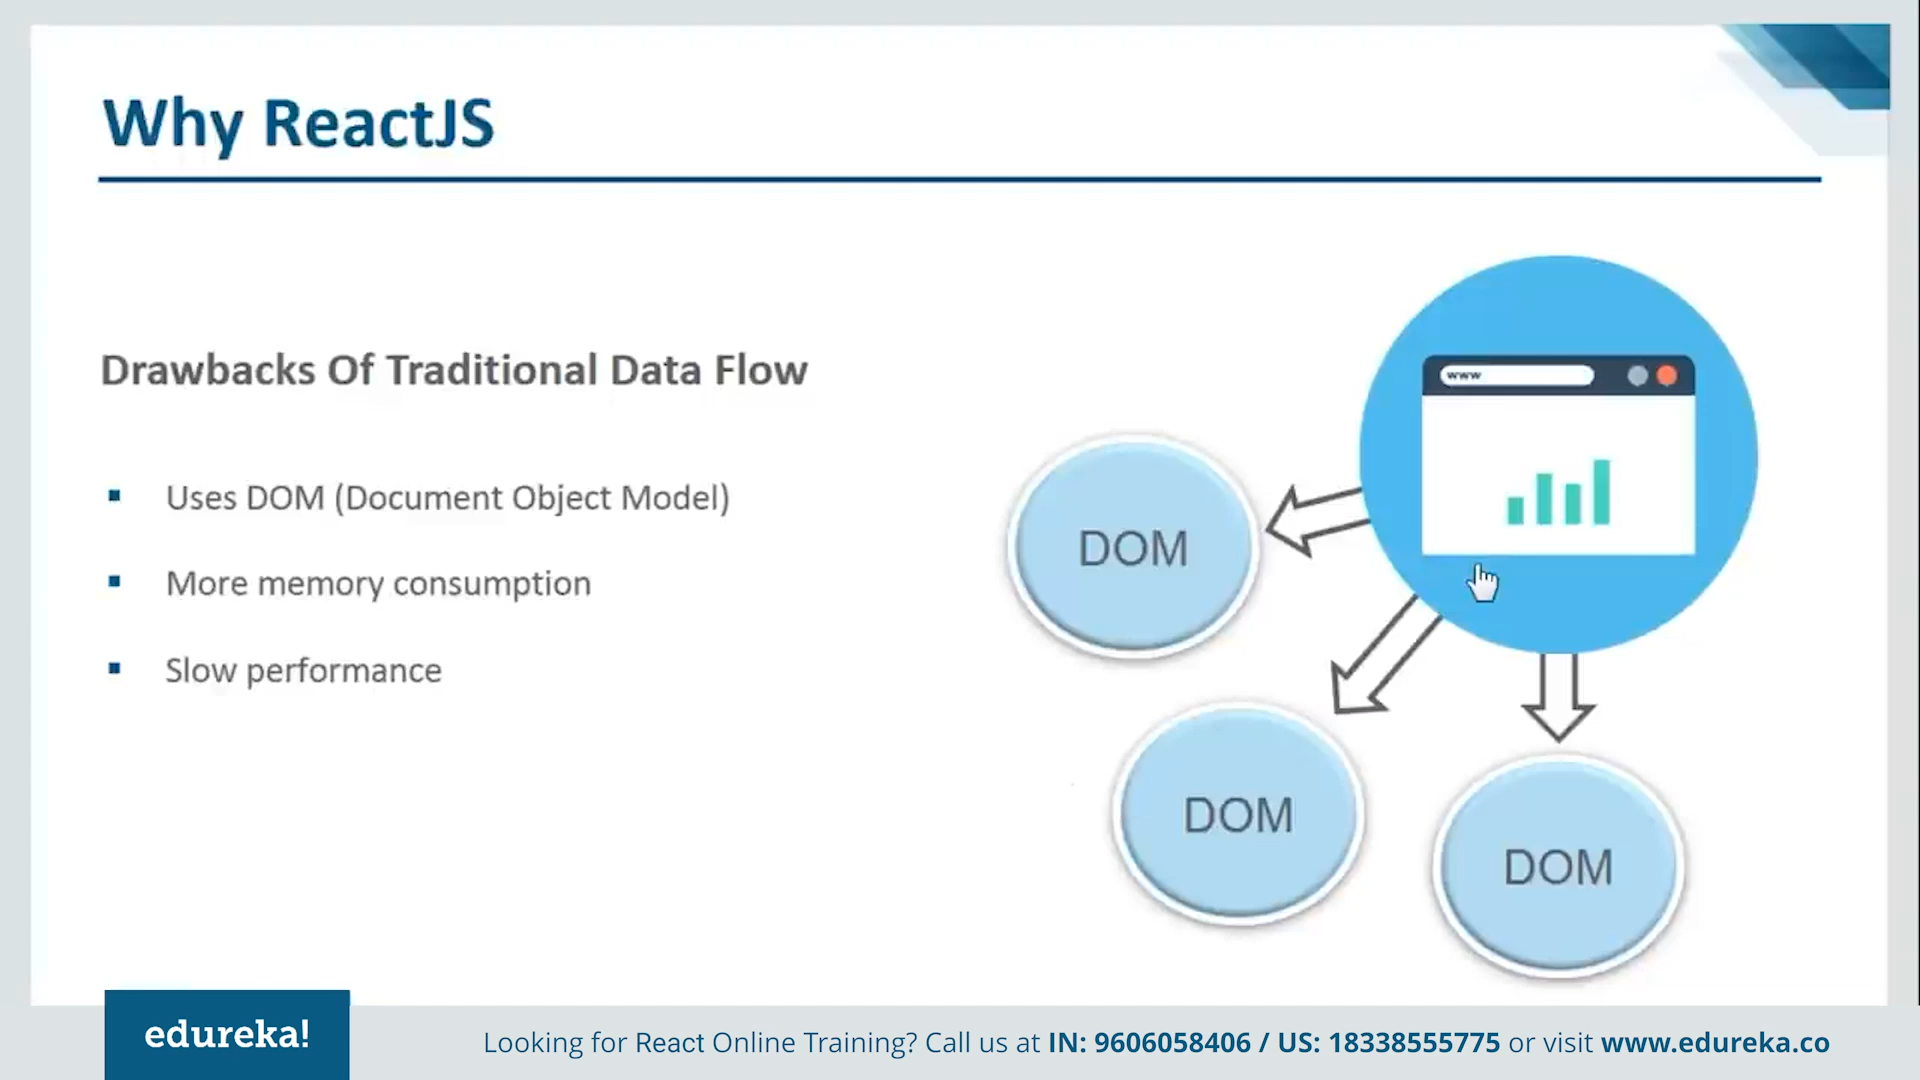 Why ReactJS
Drawbacks Of Traditional Data Flow
Uses DOM (Document Object Model)
More memory consumption
Slow performance
www
DOM
DOM
DOM
edureka!
Looking for React Online Training? Call us at IN: 9606058406 / US: 18338555775 or visit www.edureka.co